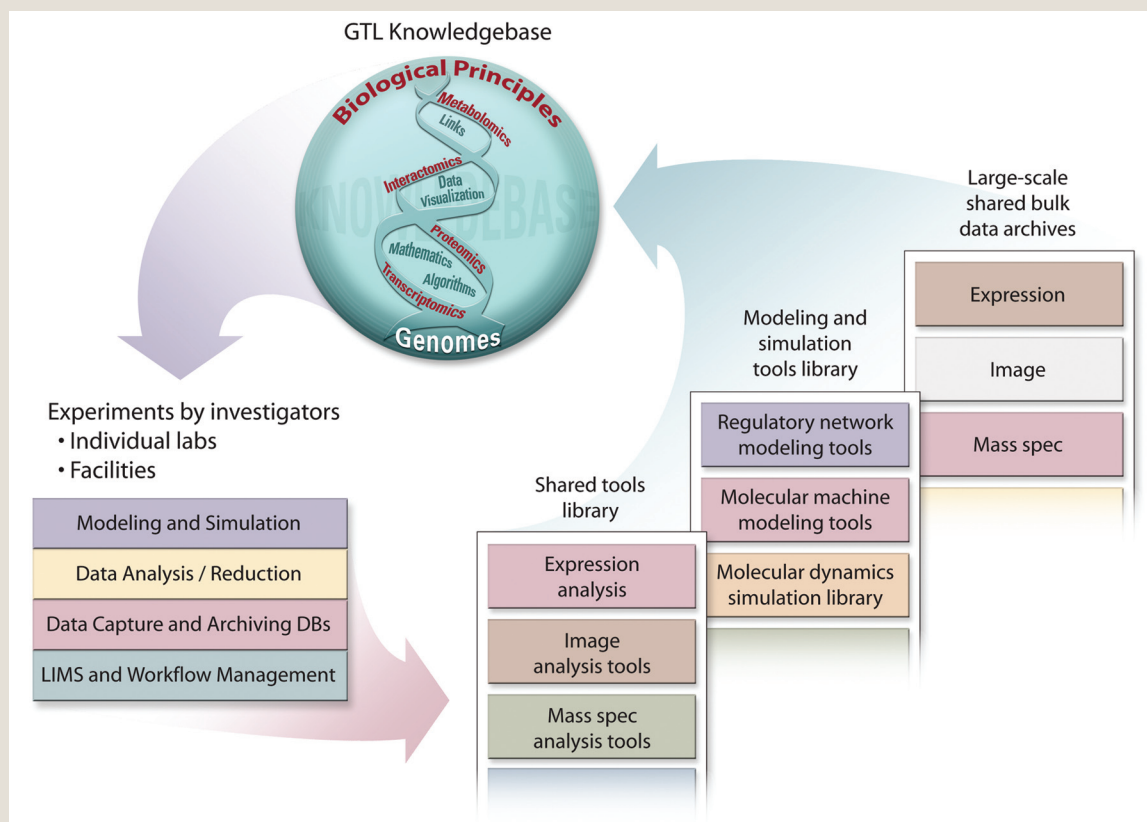 GTL Knowledgebase
Biological Principles
Metabolomics
Links
Interactomics
Data
Visualization
KNOWLEDGEBASE
Proteomics
Mathematics
Algorithms
Transcriptomics
Genomes
Large-scale
shared bulk
data archives
Expression
Image
Mass spec
Modeling and
simulation
tools library
Regulatory network
modeling tools
Molecular machine
modeling tools
Molecular dynamics
simulation library
Experiments by investigators
• Individual labs
• Facilities
Modeling and Simulation
Data Analysis / Reduction
Data Capture and Archiving DBs
LIMS and Workflow Management
Shared tools
library
Expression
analysis
Image
analysis tools
Mass spec
analysis tools